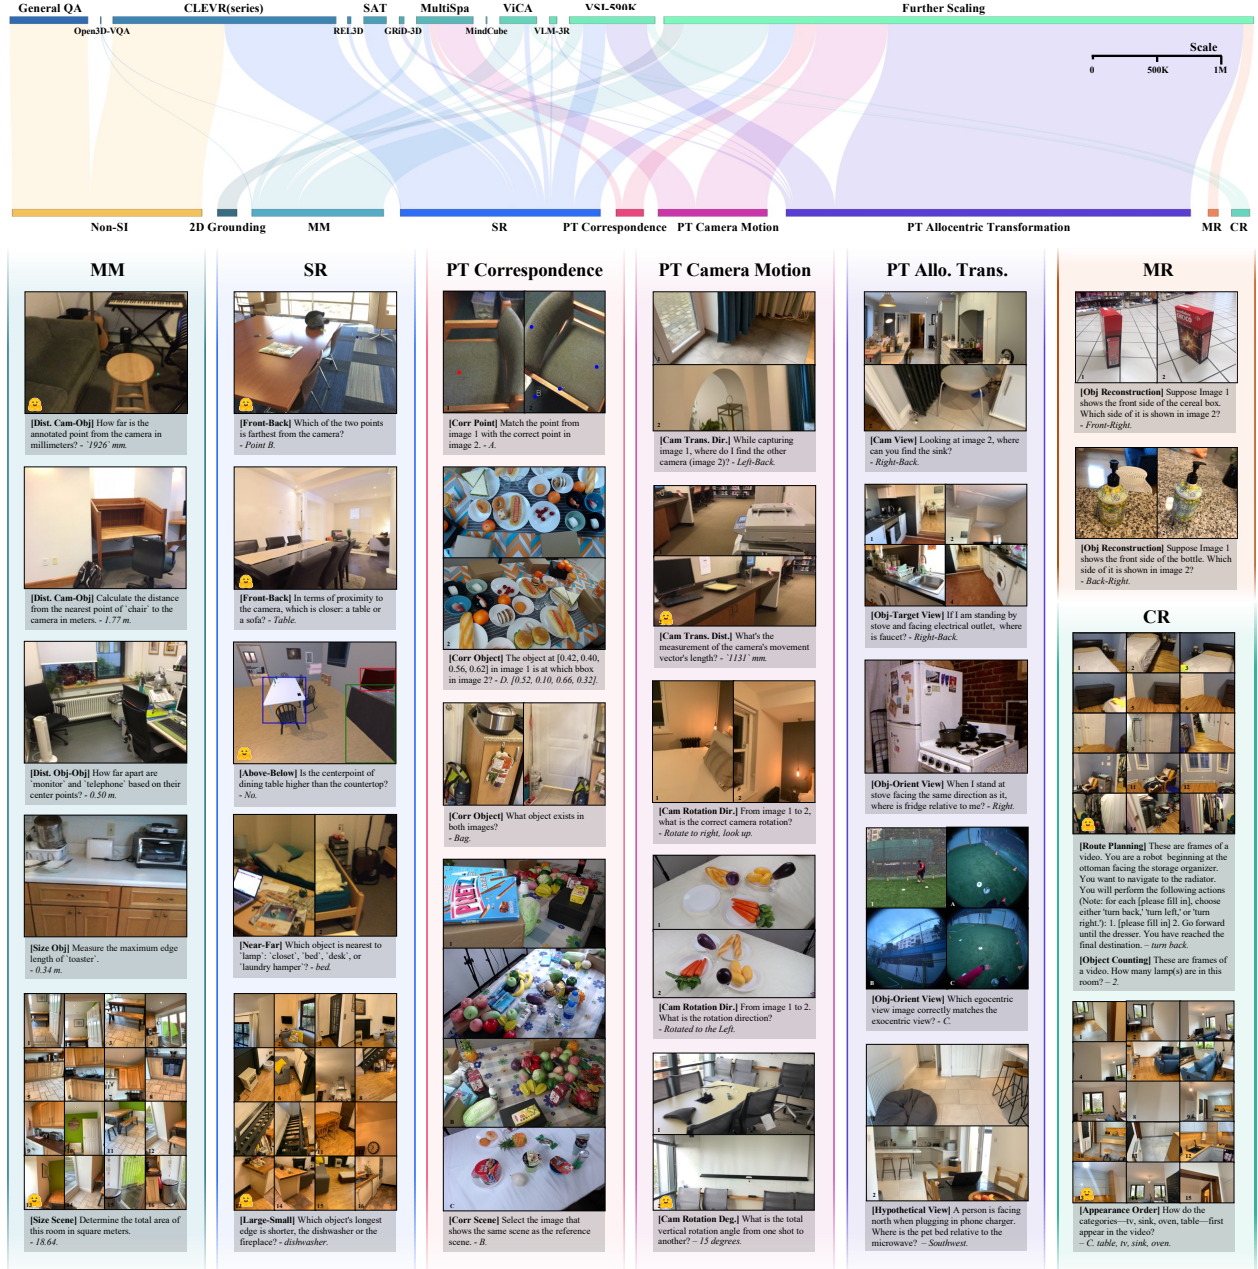 General QA
CLEVR(series)
SAT
MultiSpa
ViCA
VSI-590K
Further Scaling
Open3D-VQA
REL3D
GRiD-3D
MindCube
VLM-3R
Scale
0
500K
1M
Non-SI
2D Grounding
MM
SR
PT Correspondence
PT Camera Motion
PT Allocentric Transformation
MR
CR
MM
[Dist. Cam-Obj] How far is the
annotated point from the camera in
millimeters? - `1926` mm.
[Dist. Cam-Obj] Calculate the distance
from the nearest point of `chair` to the
camera in meters. - 1.77 m.
[Dist. Obj-Obj] How far apart are
`monitor` and `telephone` based on their
center points? - 0.50 m.
[Size Obj] Measure the maximum edge
length of `toaster`.
- 0.34 m.
[Size Scene] Determine the total area of
this room in square meters.
- 18.64.
SR
[Front-Back] Which of the two points
is farthest from the camera?
- Point B.
[Front-Back] In terms of proximity to
the camera, which is closer: a table or
a sofa? - Table.
[Above-Below] Is the centerpoint of
dining table higher than the countertop?
- No.
[Near-Far] Which object is nearest to
`lamp`: `closet`, `bed`, `desk`, or
`laundry hamper`? - bed.
[Large-Small] Which object's longest
edge is shorter, the dishwasher or the
fireplace? - dishwasher.
PT Correspondence
[Corr Point] Match the point from
image 1 with the correct point in
image 2. - A.
[Corr Object] The object at [0.42, 0.40,
0.56, 0.62] in image 1 is at which bbox
in image 2? - D. [0.52, 0.10, 0.66, 0.32].
[Corr Object] What object exists in
both images?
- Bag.
[Corr Scene] Select the image that
shows the same scene as the reference
scene. - B.
PT Camera Motion
[Cam Trans. Dir.] While capturing
image 1, where do I find the other
camera (image 2)? - Left-Back.
[Cam Trans. Dist.] What's the
measurement of the camera's movement
vector's length? - `1131` mm.
[Cam Rotation Dir.] From image 1 to 2,
what is the correct camera rotation?
- Rotate to right, look up.
[Cam Rotation Dir.] From image 1 to 2.
What is the rotation direction?
- Rotated to the Left.
[Cam Rotation Deg.] What is the total
vertical rotation angle from one shot to
another? – 15 degrees.
PT Allo. Trans.
[Cam View] Looking at image 2, where
can you find the sink?
- Right-Back.
[Obj-Target View] If I am standing by
stove and facing electrical outlet, where
is faucet? - Right-Back.
[Obj-Orient View] When I stand at
stove facing the same direction as it,
where is fridge relative to me? - Right.
[Obj-Orient View] Which egocentric
view image correctly matches the
exocentric view? - C.
[Hypothetical View] A person is facing
north when plugging in phone charger.
Where is the pet bed relative to the
microwave? – Southwest.
MR
[Obj Reconstruction] Suppose Image 1
shows the front side of the cereal box.
Which side of it is shown in image 2?
- Front-Right.
[Obj Reconstruction] Suppose Image 1
shows the front side of the bottle. Which
side of it is shown in image 2?
- Back-Right.
CR
[Route Planning] These are frames of a
video. You are a robot beginning at the
ottoman facing the storage organizer.
You want to navigate to the radiator.
You will perform the following actions
(Note: for each [please fill in], choose
either 'turn back,' 'turn left,' or 'turn
right.'): 1. [please fill in] 2. Go forward
until the dresser. You have reached the
final destination. – turn back.
[Object Counting] These are frames of
a video. How many lamp(s) are in this
room? – 2.
[Appearance Order] How do the
categories—tv, sink, oven, table—first
appear in the video?
– C. table, tv, sink, oven.